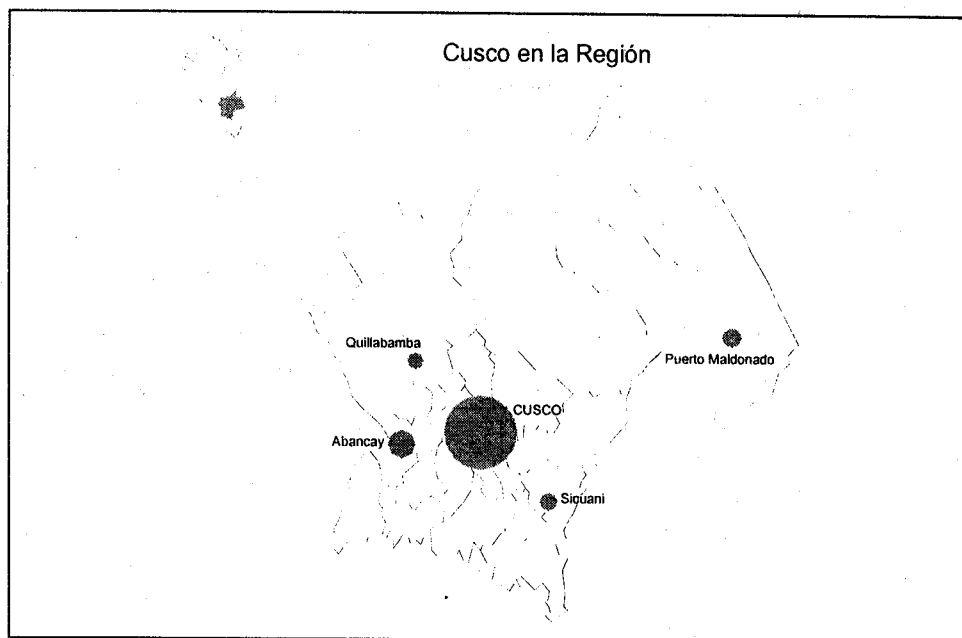 Cusco en la Región
Quillabamba
Puerto Maldonado
CUSCO
Abancay
Sicuani